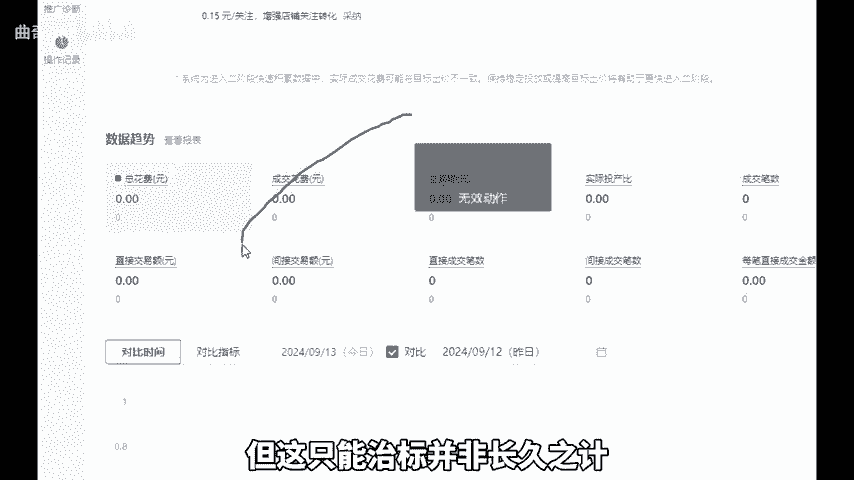 推广诊断
0.15 元/关注，增强店铺关注转化 采纳
曲
操作记录
数据趋势 查看报表
总花费(元) 成交花费(元) 实际投产比 成交笔数
0.00 0.00 0.00 无效动作 0.00 0
0 0 0 0 0
直接交易额(元) 间接交易额(元) 直接成交笔数 间接成交笔数 每笔直接成交金额
0.00 0.00 0 0 0.00
0 0 0 0 0
对比时间 对比指标 2024/09/13（今日） 对比 2024/09/12（昨日）
1
0.8
但这只能治标并非长久之计